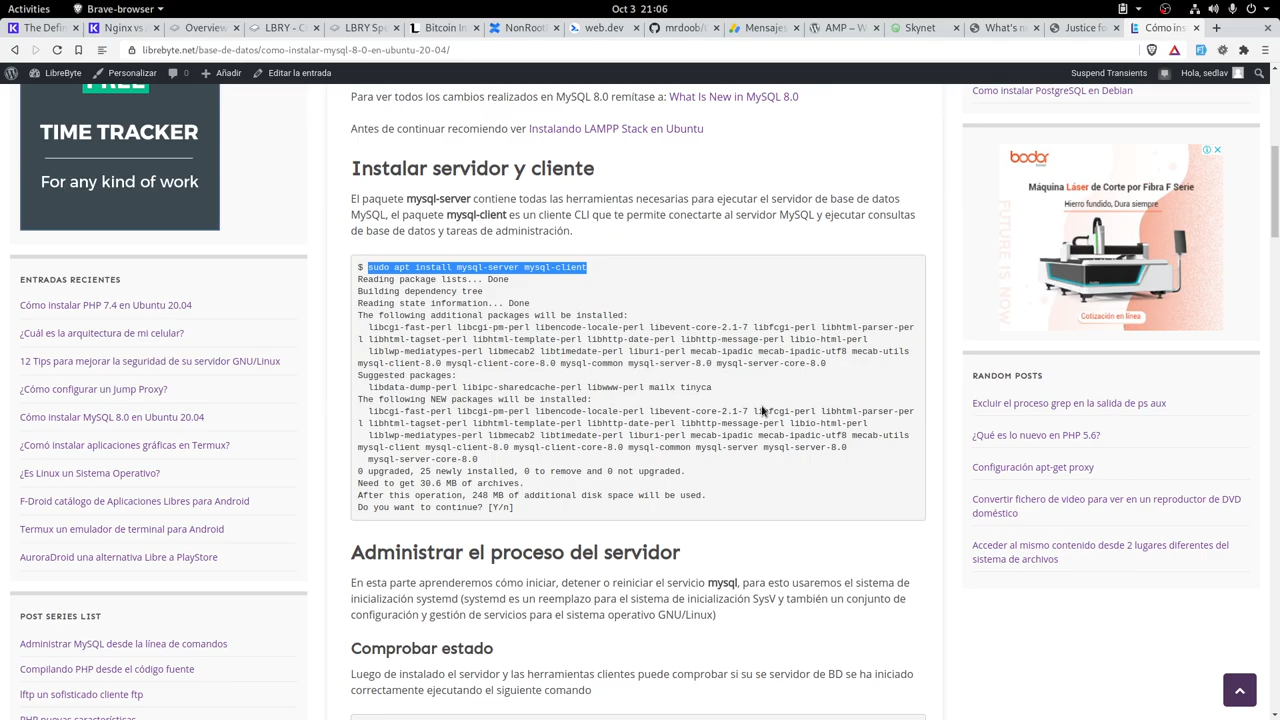 Activities
Brave-browser
Oct 3 21:06
The Defin
Nginx vs
Overview
LBRY - C
LBRY Spe
Bitcoin In
NonRoot
web.dev
mrdoob/t
Mensajes
AMP – W
Skynet
What's n
Justice fo
Cómo ins
librebyte.net/base-de-datos/como-instalar-mysql-8-0-en-ubuntu-20-04/
LibreByte
Personalizar
0
Añadir
Editar la entrada
Suspend Transients
Hola, sedlav
FREE
TIME TRACKER
For any kind of work
ENTRADAS RECIENTES
Cómo instalar PHP 7.4 en Ubuntu 20.04
¿Cuál es la arquitectura de mi celular?
12 Tips para mejorar la seguridad de su servidor GNU/Linux
¿Cómo configurar un Jump Proxy?
Cómo instalar MySQL 8.0 en Ubuntu 20.04
¿Comó instalar aplicaciones gráficas en Termux?
¿Es Linux un Sistema Operativo?
F-Droid catálogo de Aplicaciones Libres para Android
Termux un emulador de terminal para Android
AuroraDroid una alternativa Libre a PlayStore
POST SERIES LIST
Administrar MySQL desde la línea de comandos
Compilando PHP desde el código fuente
lftp un sofisticado cliente ftp
PHP nuevas características
Para ver todos los cambios realizados en MySQL 8.0 remítase a: What Is New in MySQL 8.0
Antes de continuar recomiendo ver Instalando LAMPP Stack en Ubuntu
Instalar servidor y cliente
El paquete mysql-server contiene todas las herramientas necesarias para ejecutar el servidor de base de datos
MySQL, el paquete mysql-client es un cliente CLI que te permite conectarte al servidor MySQL y ejecutar consultas
de base de datos y tareas de administración.
$ sudo apt install mysql-server mysql-client
Reading package lists... Done
Building dependency tree
Reading state information... Done
The following additional packages will be installed:
libcgi-fast-perl libcgi-pm-perl libencode-locale-perl libevent-core-2.1-7 libfcgi-perl libhtml-parser-per
l libhtml-tagset-perl libhtml-template-perl libhttp-date-perl libhttp-message-perl libio-html-perl
liblwp-mediatypes-perl libmecab2 libtimedate-perl liburi-perl mecab-ipadic mecab-ipadic-utf8 mecab-utils
mysql-client-8.0 mysql-client-core-8.0 mysql-common mysql-server-8.0 mysql-server-core-8.0
Suggested packages:
libdata-dump-perl libipc-sharedcache-perl libwww-perl mailx tinyca
The following NEW packages will be installed:
libcgi-fast-perl libcgi-pm-perl libencode-locale-perl libevent-core-2.1-7 libfcgi-perl libhtml-parser-per
l libhtml-tagset-perl libhtml-template-perl libhttp-date-perl libhttp-message-perl libio-html-perl
liblwp-mediatypes-perl libmecab2 libtimedate-perl liburi-perl mecab-ipadic mecab-ipadic-utf8 mecab-utils
mysql-client mysql-client-8.0 mysql-client-core-8.0 mysql-common mysql-server mysql-server-8.0
mysql-server-core-8.0
0 upgraded, 25 newly installed, 0 to remove and 0 not upgraded.
Need to get 30.6 MB of archives.
After this operation, 248 MB of additional disk space will be used.
Do you want to continue? [Y/n]
Administrar el proceso del servidor
En esta parte aprenderemos cómo iniciar, detener o reiniciar el servicio mysql, para esto usaremos el sistema de
inicialización systemd (systemd es un reemplazo para el sistema de inicialización SysV y también un conjunto de
configuración y gestión de servicios para el sistema operativo GNU/Linux)
Comprobar estado
Luego de instalado el servidor y las herramientas clientes puede comprobar si su se servidor de BD se ha iniciado
correctamente ejecutando el siguiente comando
Como instalar PostgreSQL en Debian
bodor
Máquina Láser de Corte por Fibra F Serie
Hierro fundido, Dura siempre
FUTURE IS NOW
Cotización en línea
RANDOM POSTS
Excluir el proceso grep en la salida de ps aux
¿Qué es lo nuevo en PHP 5.6?
Configuración apt-get proxy
Convertir fichero de video para ver en un reproductor de DVD
doméstico
Acceder al mismo contenido desde 2 lugares diferentes del
sistema de archivos